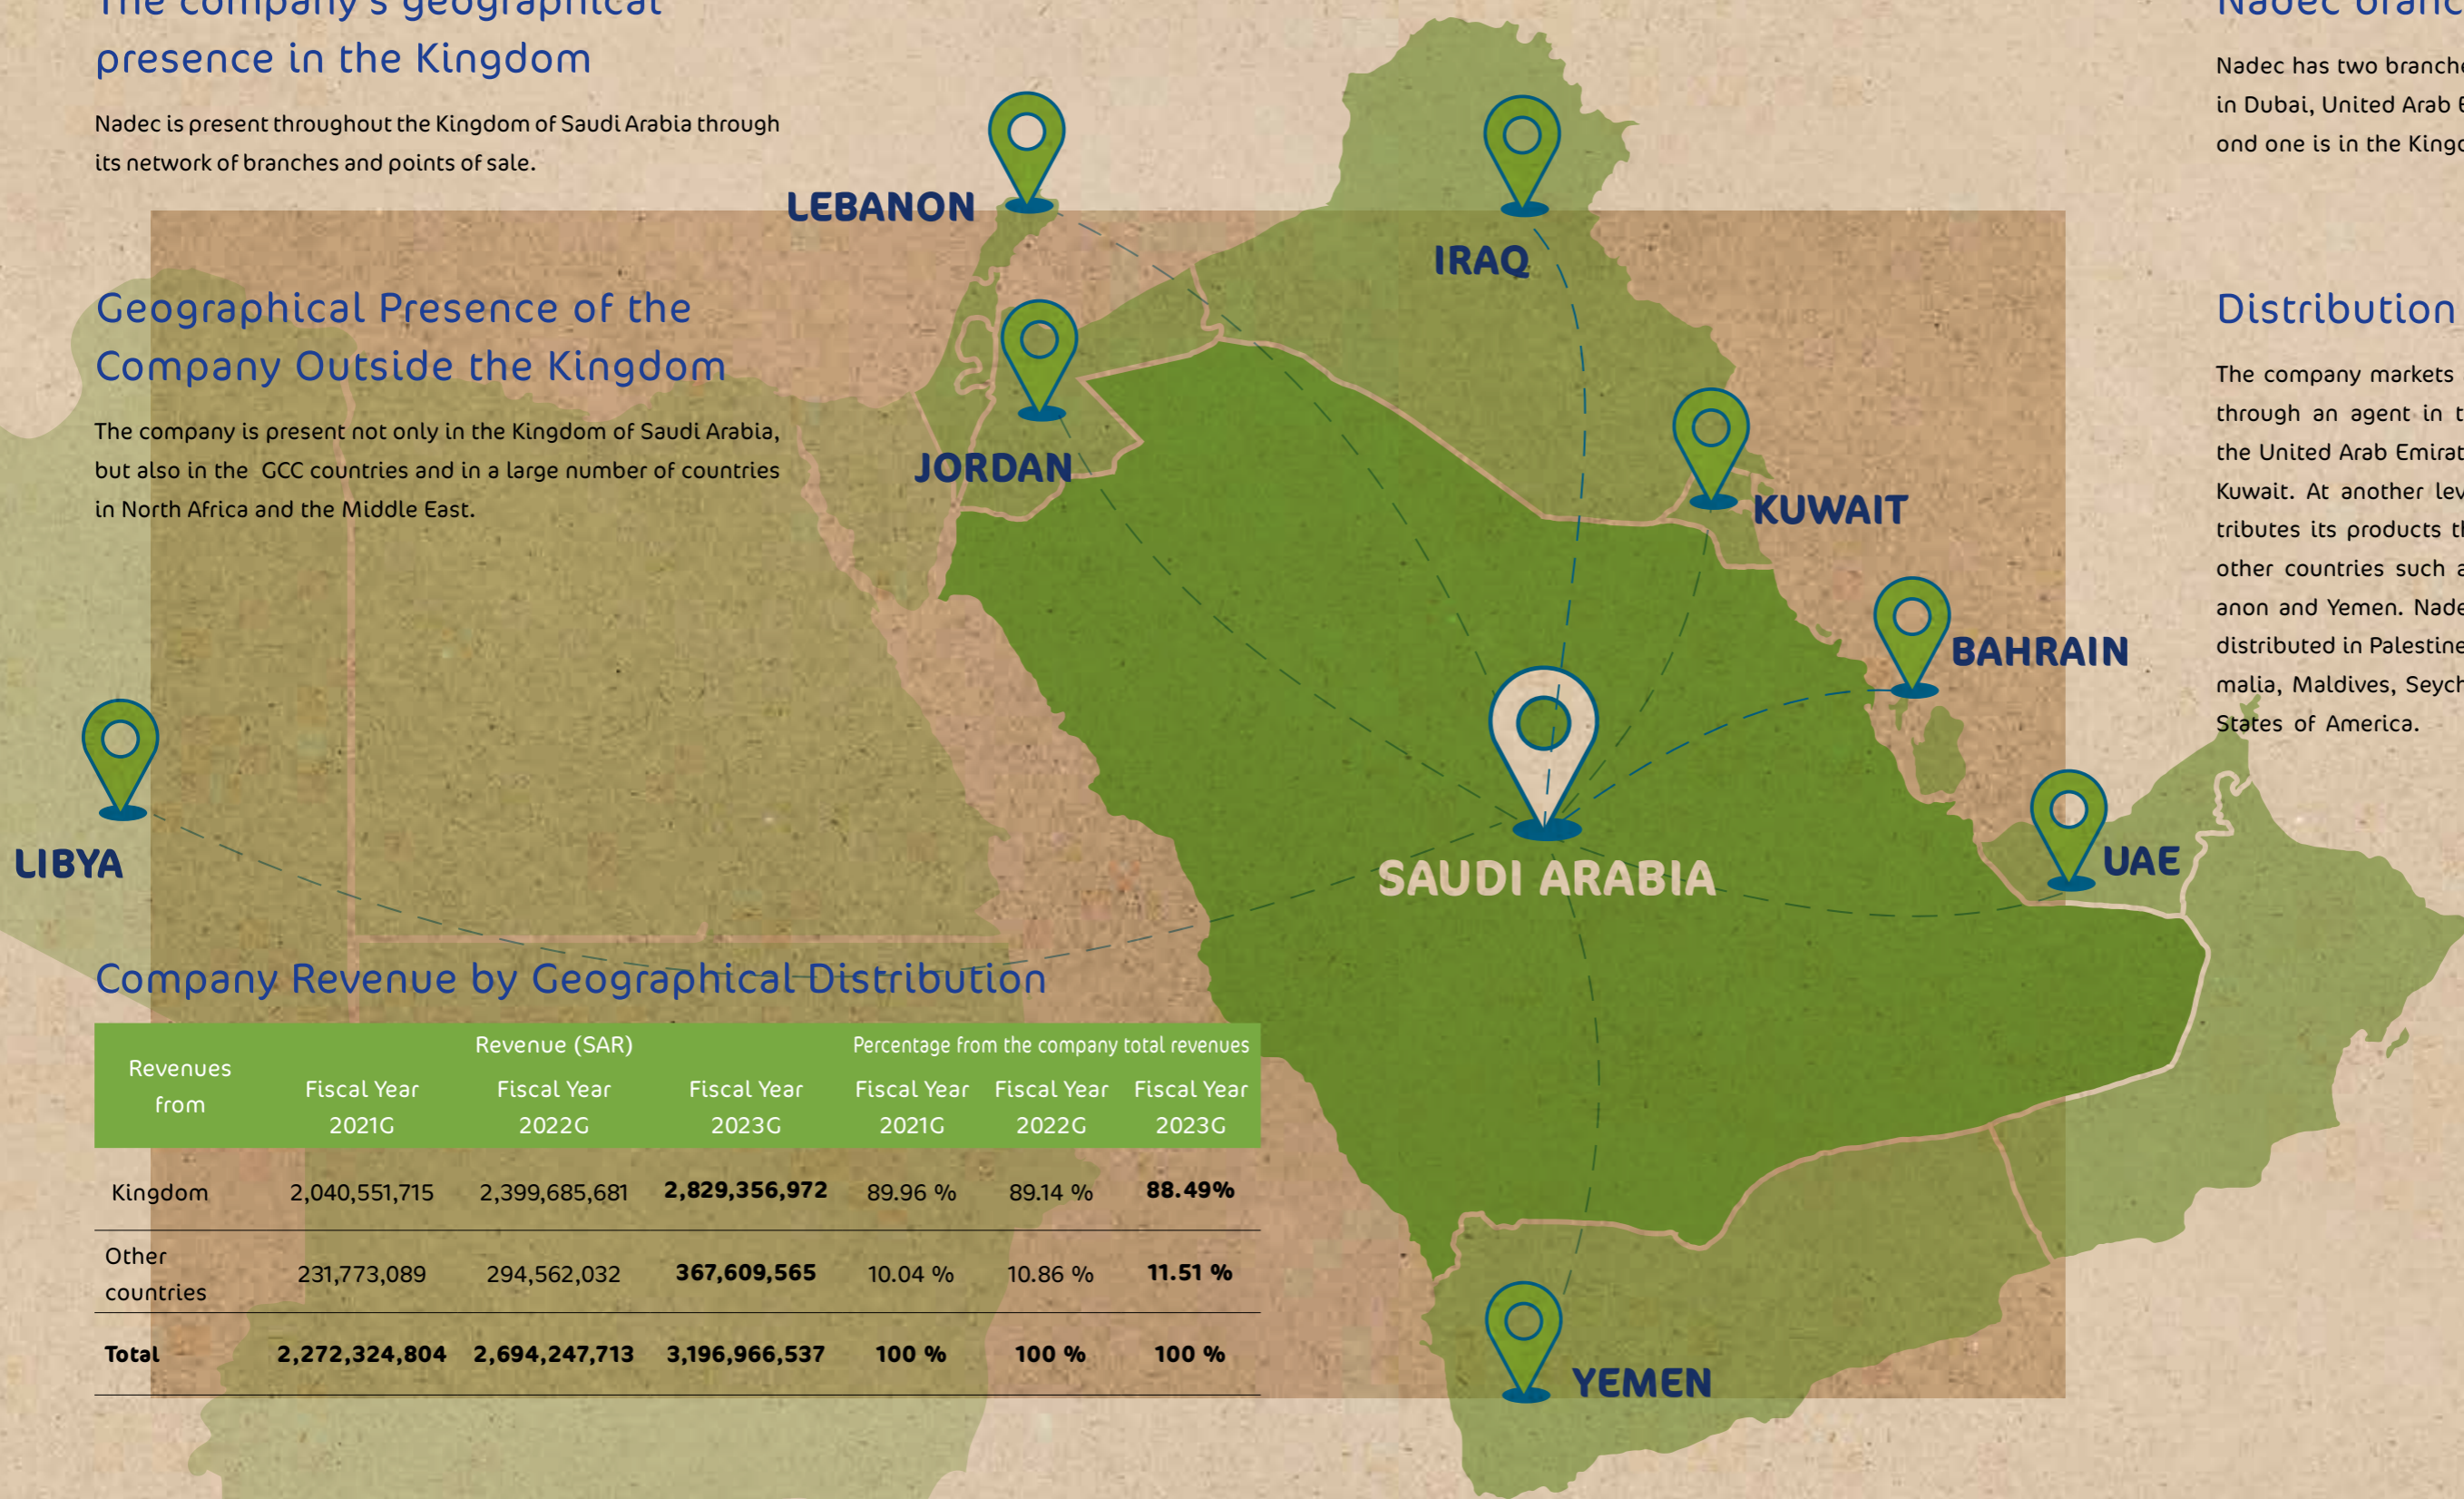 The company's geographical
presence in the Kingdom
Nadec is present throughout the Kingdom of Saudi Arabia through
its network of branches and points of sale.
Geographical Presence of the
Company Outside the Kingdom
The company is present not only in the Kingdom of Saudi Arabia,
but also in the GCC countries and in a large number of countries
in North Africa and the Middle East.
LEBANON
IRAQ
JORDAN
KUWAIT
BAHRAIN
LIBYA
SAUDI ARABIA
UAE
YEMEN
Company Revenue by Geographical Distribution
Revenues from Revenue (SAR) Percentage from the company total revenues
Fiscal Year 2021G Fiscal Year 2022G Fiscal Year 2023G Fiscal Year 2021G Fiscal Year 2022G Fiscal Year 2023G
Kingdom 2,040,551,715 2,399,685,681 2,829,356,972 89.96 % 89.14 % 88.49%
Other countries 231,773,089 294,562,032 367,609,565 10.04 % 10.86 % 11.51 %
Total 2,272,324,804 2,694,247,713 3,196,966,537 100 % 100 % 100 %
Nadec
Nadec has two
in Dubai, United Arab
ond one is in the
Distribution
The company markets
through an agent in
the United Arab
Kuwait. At another
tributes its products
other countries such
anon and Yemen.
distributed in Palestine
malia, Maldives,
States of America.